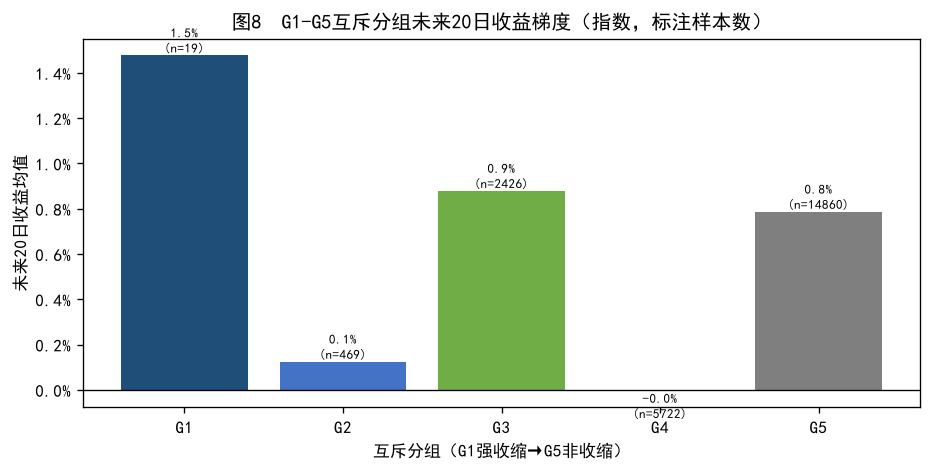 图8  G1-G5互斥分组未来20日收益梯度（指数，标注样本数）
1.5%
(n=19)
0.1%
(n=469)
0.9%
(n=2426)
-0.0%
(n=5722)
0.8%
(n=14860)
未来20日收益均值
1.4%
1.2%
1.0%
0.8%
0.6%
0.4%
0.2%
0.0%
G1
G2
G3
G4
G5
互斥分组（G1强收缩→G5非收缩）